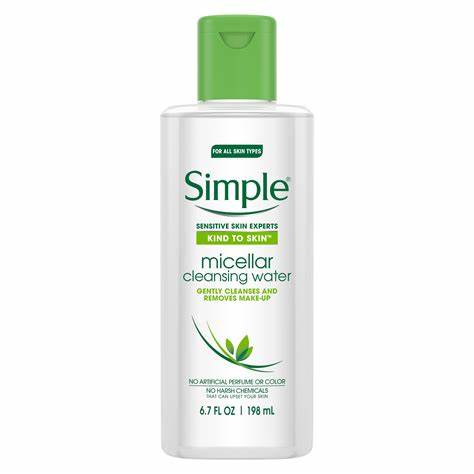 FOR ALL SKIN TYPES
Simple®
SENSITIVE SKIN EXPERTS
KIND TO SKIN™
micellar
cleansing water
GENTLY CLEANSES AND
REMOVES MAKE-UP
NO ARTIFICIAL PERFUME OR COLOR
NO HARSH CHEMICALS
THAT CAN UPSET YOUR SKIN
6.7 FL OZ | 198 mL